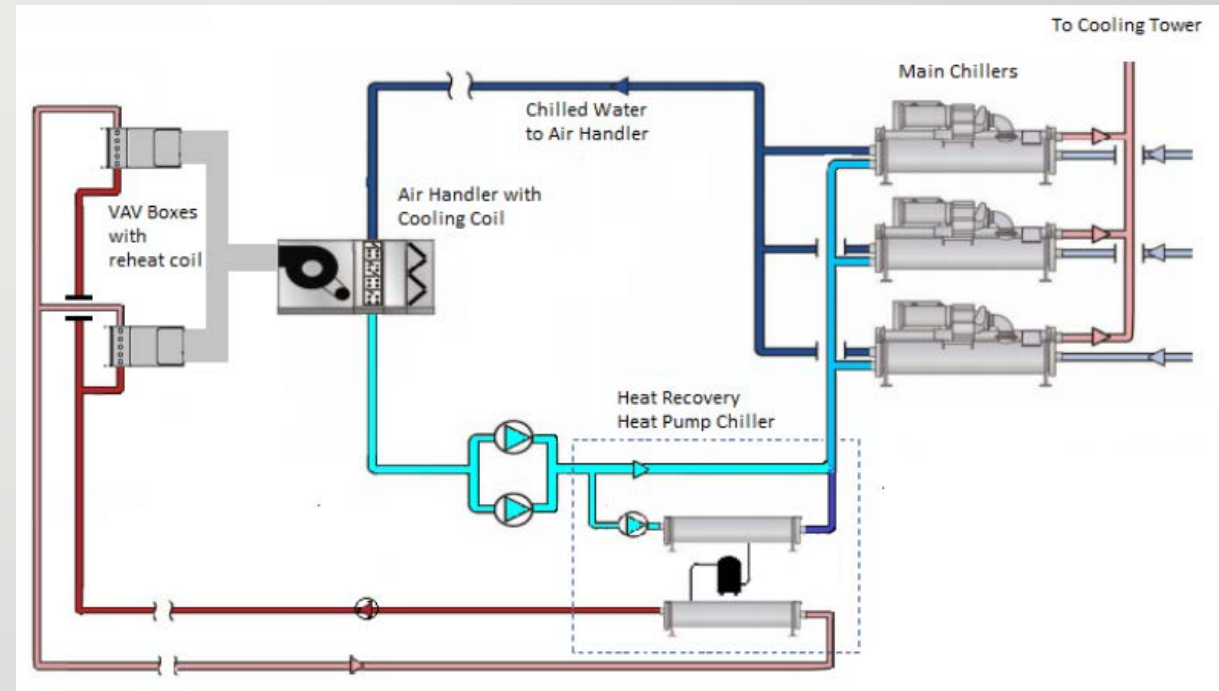 To Cooling Tower
Main Chillers
Chilled Water
to Air Handler
Air Handler with
Cooling Coil
VAV Boxes
with
reheat coil
Heat Recovery
Heat Pump Chiller